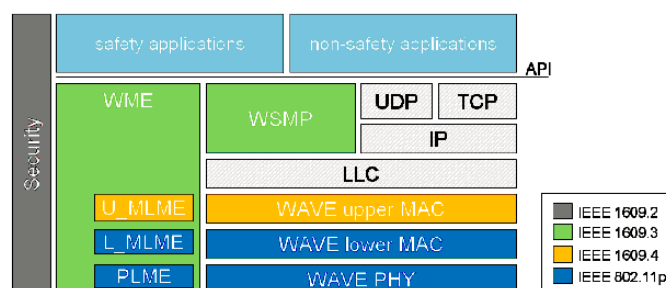 safety applications
non-safety applications
API
Security
WME
WSMP
UDP
TCP
IP
LLC
U_MLME
WAVE upper MAC
L_MLME
WAVE lower MAC
PLME
WAVE PHY
IEEE 1609.2
IEEE 1609.3
IEEE 1609.4
IEEE 802.11p